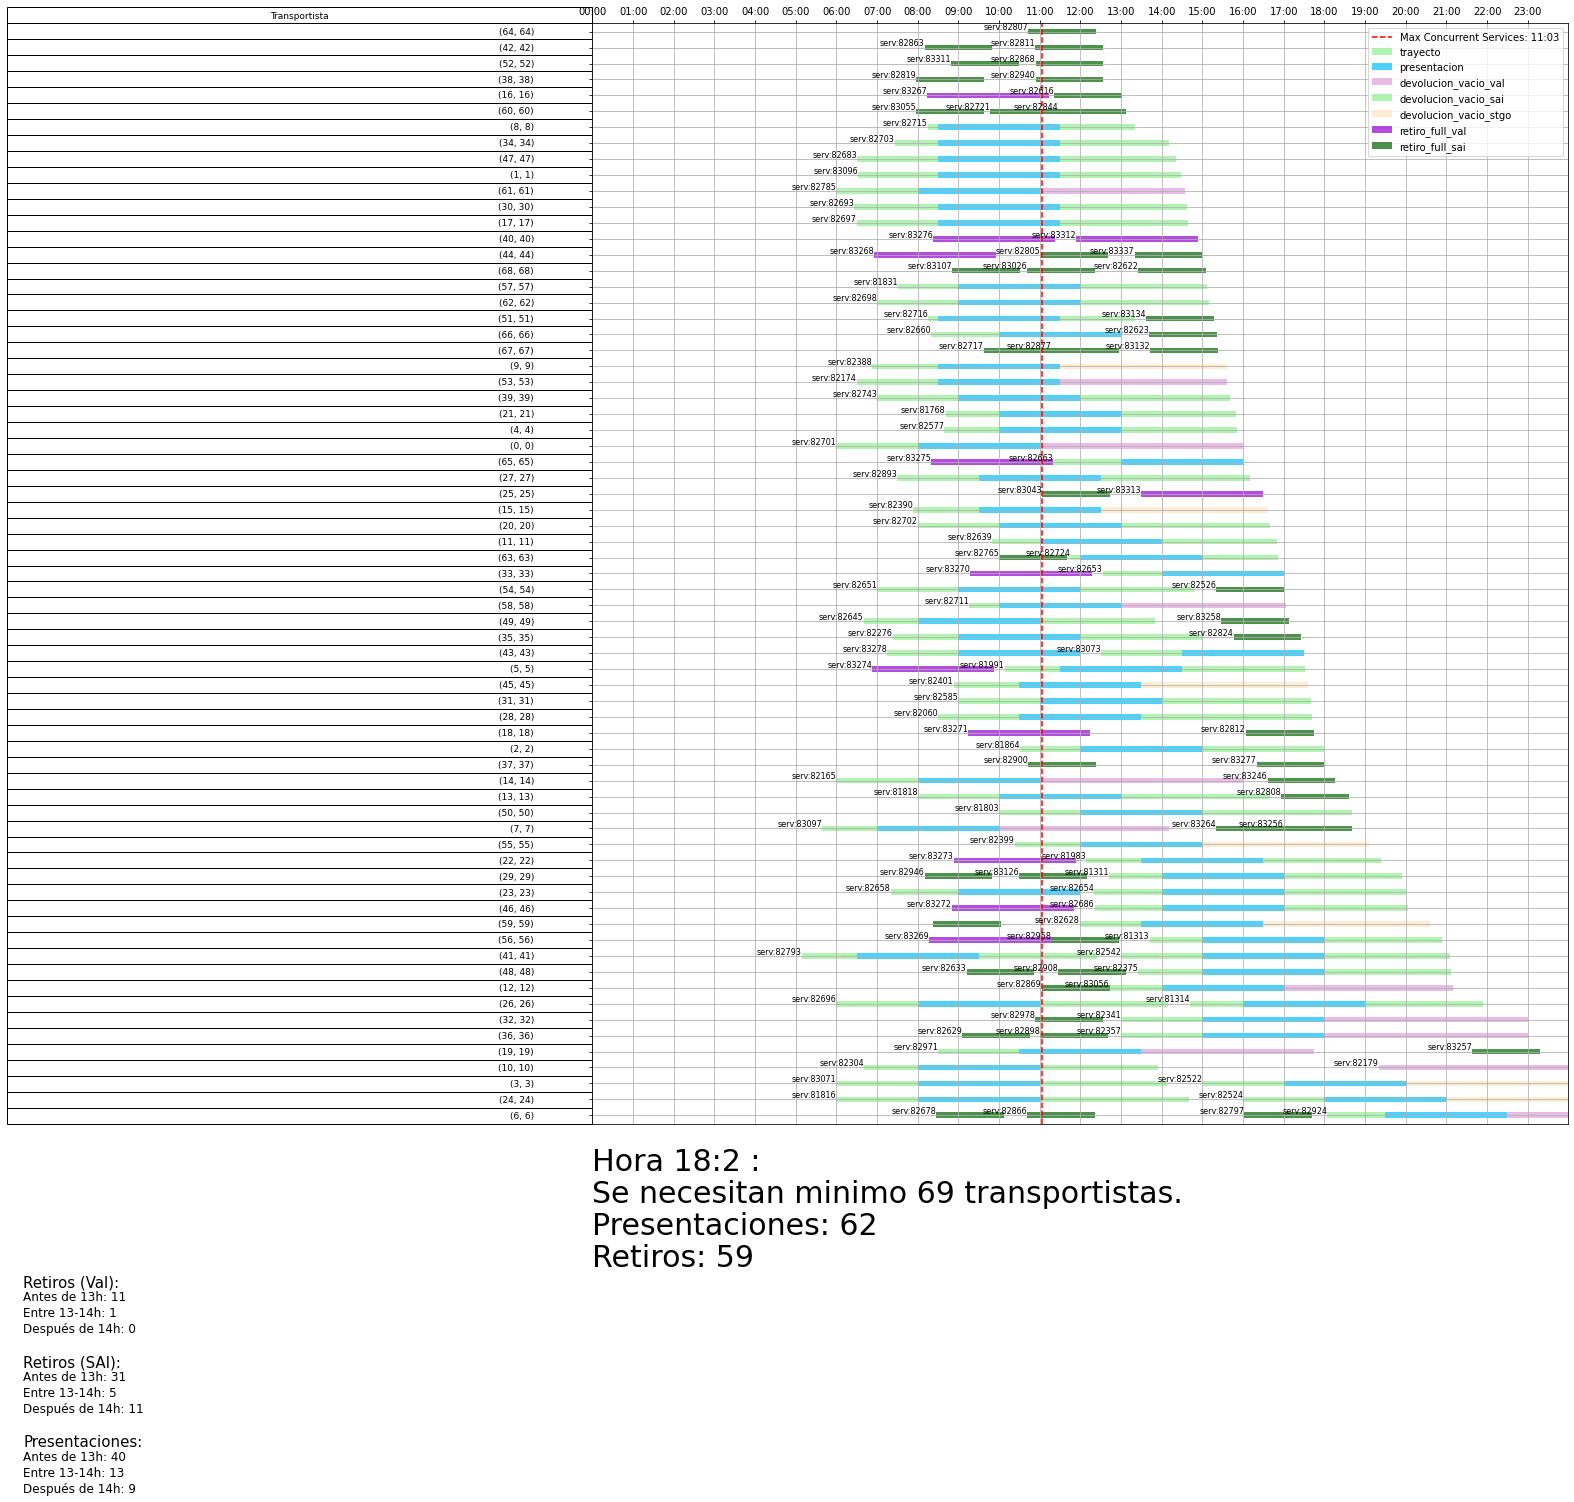 Transportista
00:00 01:00 02:00 03:00 04:00 05:00 06:00 07:00 08:00 09:00 10:00 11:00 12:00 13:00 14:00 15:00 16:00 17:00 18:00 19:00 20:00 21:00 22:00 23:00
Max Concurrent Services: 11:03
trayecto
presentacion
devolucion_vacio_val
devolucion_vacio_sai
devolucion_vacio_stgo
retiro_full_val
retiro_full_sai
(64, 64) serv:82807
(42, 42) serv:82863 serv:82811
(52, 52) serv:83311 serv:82868
(38, 38) serv:82819 serv:82940
(16, 16) serv:83267 serv:82616
(60, 60) serv:83055 serv:82721 serv:82844
(8, 8) serv:82715
(34, 34) serv:82703
(47, 47) serv:82683
(1, 1) serv:83096
(61, 61) serv:82785
(30, 30) serv:82693
(17, 17) serv:82697
(40, 40) serv:83276 serv:83312
(44, 44) serv:83268 serv:82805 serv:83337
(68, 68) serv:83107 serv:83026 serv:82622
(57, 57) serv:81831
(62, 62) serv:82698
(51, 51) serv:82716 serv:83134
(66, 66) serv:82660 serv:82623
(67, 67) serv:82717 serv:82877 serv:83132
(9, 9) serv:82388
(53, 53) serv:82174
(39, 39) serv:82743
(21, 21) serv:81768
(4, 4) serv:82577
(0, 0) serv:82701
(65, 65) serv:83275 serv:82663
(27, 27) serv:82893
(25, 25) serv:83043 serv:83313
(15, 15) serv:82390
(20, 20) serv:82702
(11, 11) serv:82639
(63, 63) serv:82765 serv:82724
(33, 33) serv:83270 serv:82653
(54, 54) serv:82651 serv:82526
(58, 58) serv:82711
(49, 49) serv:82645 serv:83258
(35, 35) serv:82276 serv:82824
(43, 43) serv:83278 serv:83073
(5, 5) serv:83274 serv:81991
(45, 45) serv:82401
(31, 31) serv:82585
(28, 28) serv:82060
(18, 18) serv:83271 serv:82812
(2, 2) serv:81864
(37, 37) serv:82900 serv:83277
(14, 14) serv:82165 serv:83246
(13, 13) serv:81818 serv:82808
(50, 50) serv:81803
(7, 7) serv:83097 serv:83264 serv:83256
(55, 55) serv:82399
(22, 22) serv:83273 serv:81983
(29, 29) serv:82946 serv:83126 serv:81311
(23, 23) serv:82658 serv:82654
(46, 46) serv:83272 serv:82686
(59, 59) serv:82628
(56, 56) serv:83269 serv:82958 serv:81313
(41, 41) serv:82793 serv:82542
(48, 48) serv:82633 serv:82908 serv:82375
(12, 12) serv:82869 serv:83056
(26, 26) serv:82696 serv:81314
(32, 32) serv:82978 serv:82341
(36, 36) serv:82629 serv:82898 serv:82357
(19, 19) serv:82971 serv:83257
(10, 10) serv:82304 serv:82179
(3, 3) serv:83071 serv:82522
(24, 24) serv:81816 serv:82524
(6, 6) serv:82678 serv:82866 serv:82797 serv:82924
Hora 18:2 :
Se necesitan minimo 69 transportistas.
Presentaciones: 62
Retiros: 59
Retiros (Val):
Antes de 13h: 11
Entre 13-14h: 1
Después de 14h: 0
Retiros (SAI):
Antes de 13h: 31
Entre 13-14h: 5
Después de 14h: 11
Presentaciones:
Antes de 13h: 40
Entre 13-14h: 13
Después de 14h: 9